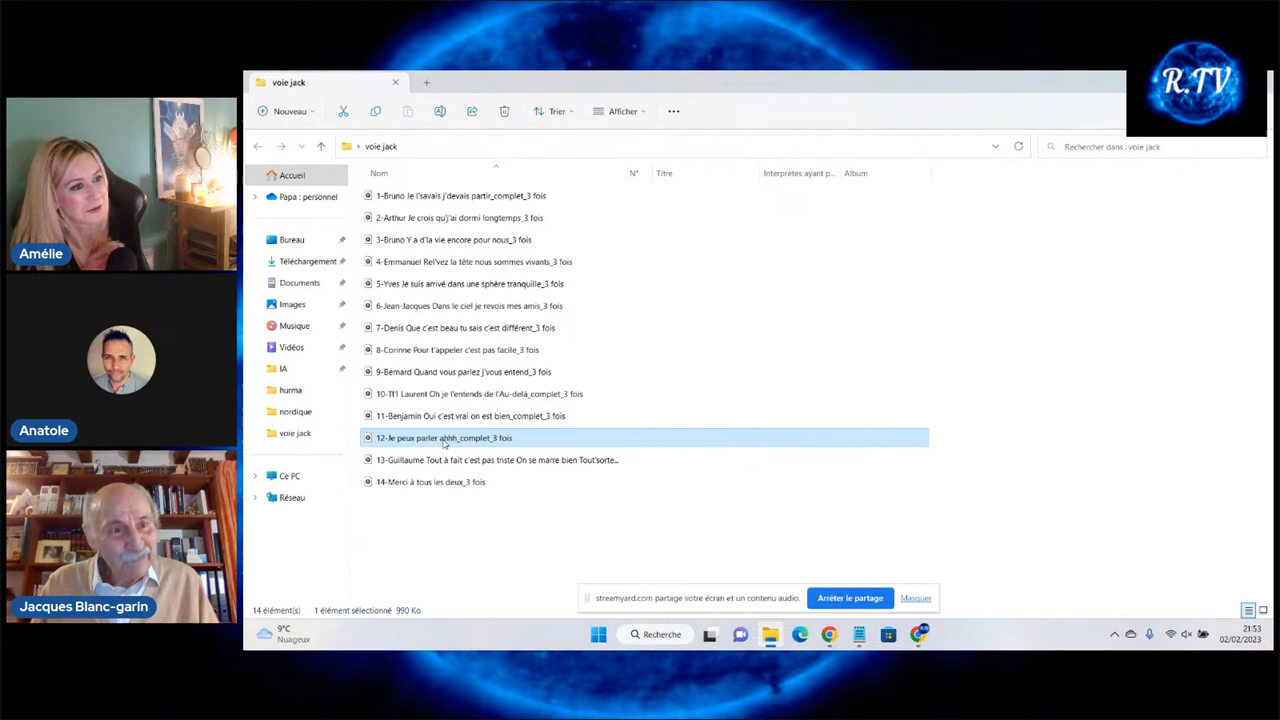 R.TV
voie jack
Nouveau
Trier
Afficher
voie jack
Rechercher dans : voie jack
Nom
N°
Titre
Interprètes ayant p...
Album
Accueil
Papa : personnel
Bureau
Téléchargement
Documents
Images
Musique
Vidéos
IA
hurma
nordique
voie jack
Ce PC
Réseau
1-Bruno Je l'savais j'devais partir_complet_3 fois
2-Arthur Je crois qu'j'ai dormi longtemps_3 fois
3-Bruno Y a d'la vie encore pour nous_3 fois
4-Emmanuel Rel'vez la tête nous sommes vivants_3 fois
5-Yves Je suis arrivé dans une sphère tranquille_3 fois
6-Jean-Jacques Dans le ciel je revois mes amis_3 fois
7-Denis Que c'est beau tu sais c'est différent_3 fois
8-Corinne Pour t'appeler c'est pas facile_3 fois
9-Bernard Quand vous parlez j'vous entend_3 fois
10-Tf1 Laurent Oh je l'entends de l'Au-delà_complet_3 fois
11-Benjamin Oui c'est vrai on est bien_complet_3 fois
12-Je peux parler ahhh_complet_3 fois
13-Guillaume Tout à fait c'est pas triste On se marre bien Tout'sorte...
14-Merci à tous les deux_3 fois
Amélie
Anatole
Jacques Blanc-garin
streamyard.com partage votre écran et un contenu audio.
Arrêter le partage
Masquer
14 élément(s)
1 élément sélectionné 990 Ko
9°C
Nuageux
Recherche
21:53
02/02/2023